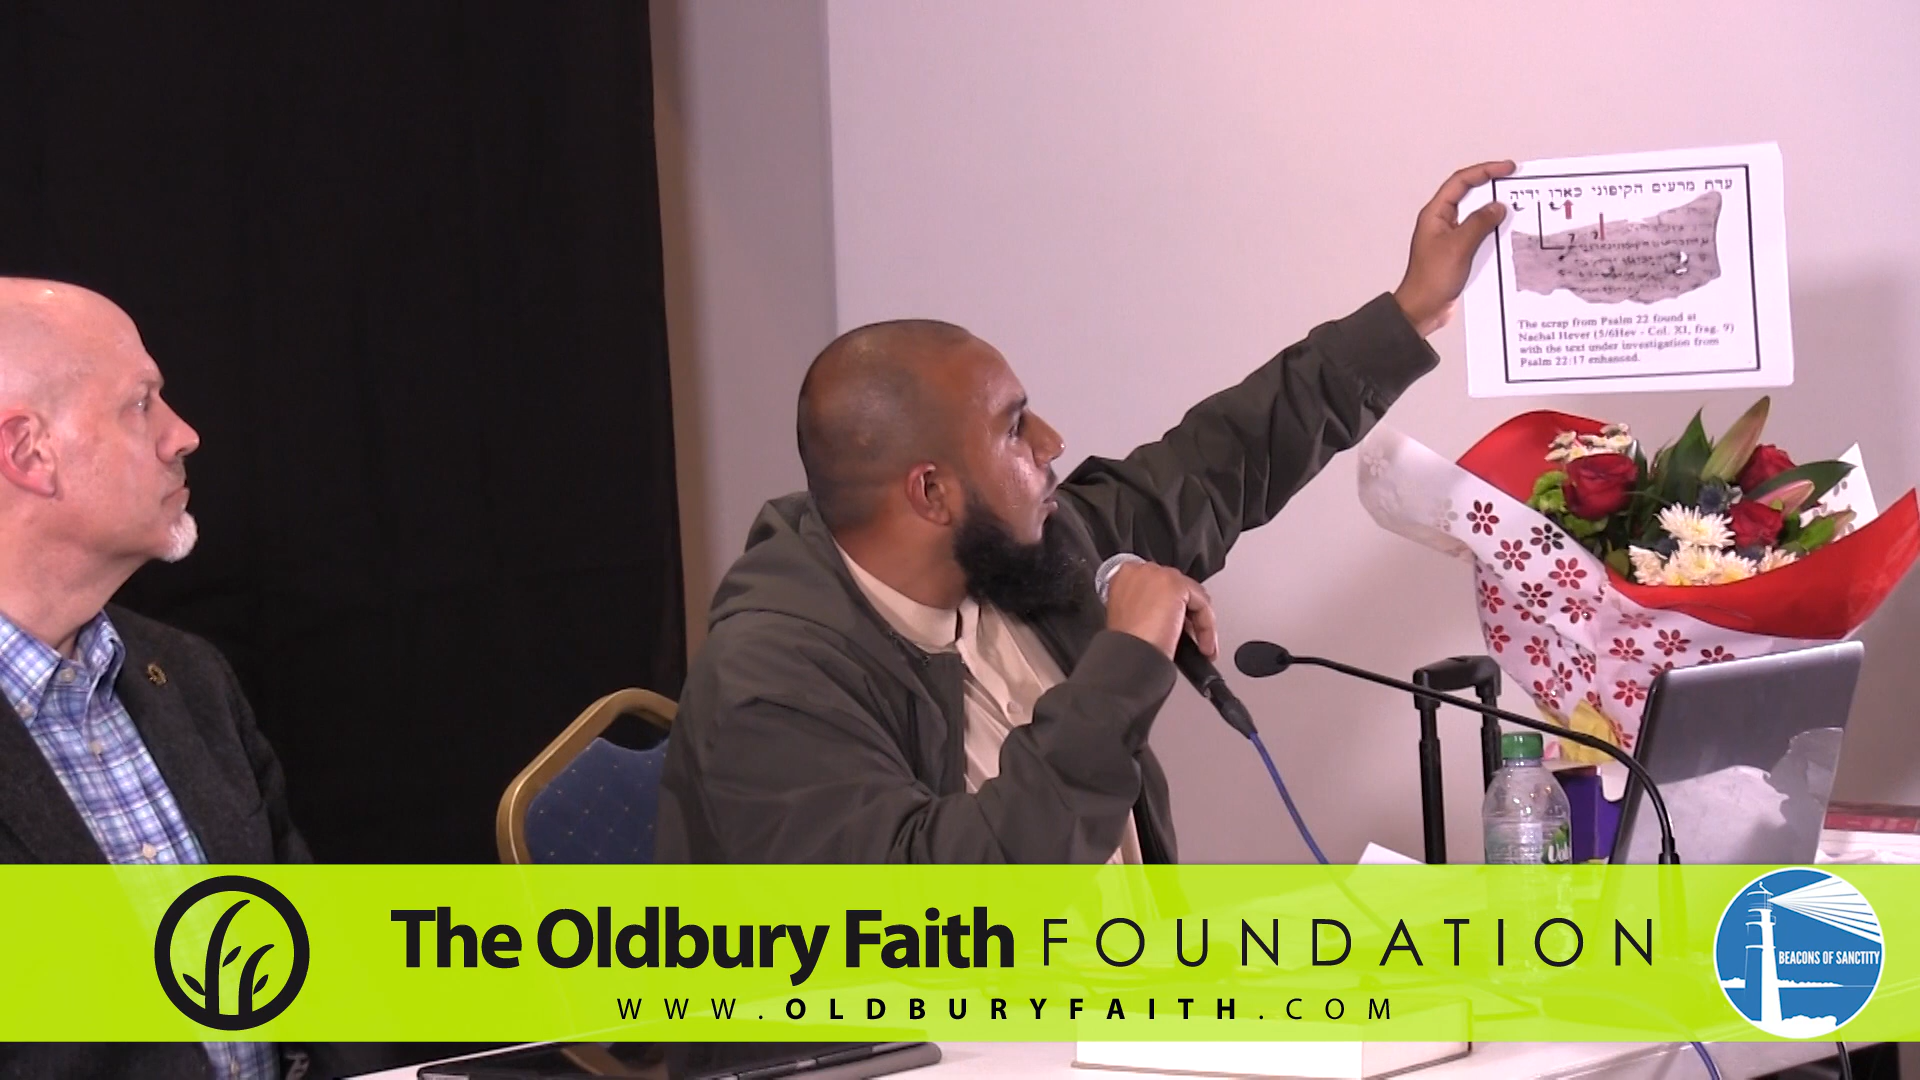 עדת מרעים הקיפוני כארו ידיה
The scrap from Psalm 22 found at
Nachal Hever (5/6Hev - Col. XI, frag. 9)
with the text under investigation from
Psalm 22:17 enhanced.
The Oldbury Faith FOUNDATION
WWW.OLDBURYFAITH.COM
BEACONS OF SANCTITY